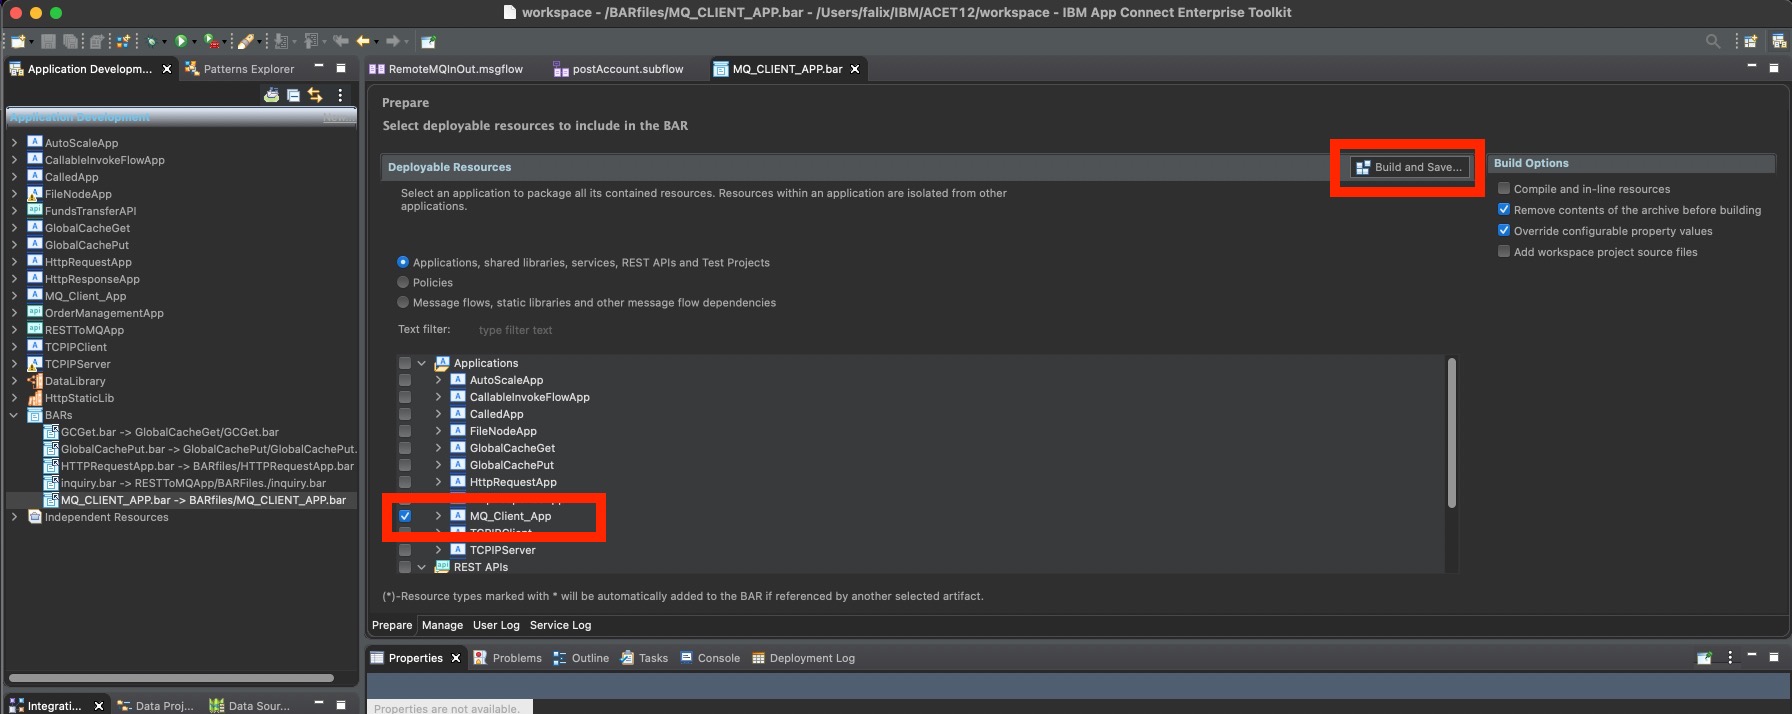 workspace - /BARfiles/MQ_CLIENT_APP.bar - /Users/falix/IBM/ACET12/workspace - IBM App Connect Enterprise Toolkit
Application Developm...
Patterns Explorer
Application Development
New...
AutoScaleApp
CallableInvokeFlowApp
CalledApp
FileNodeApp
FundsTransferAPI
GlobalCacheGet
GlobalCachePut
HttpRequestApp
HttpResponseApp
MQ_Client_App
OrderManagementApp
RESTToMQApp
TCPIPClient
TCPIPServer
DataLibrary
HttpStaticLib
BARs
GCGet.bar -> GlobalCacheGet/GCGet.bar
GlobalCachePut.bar -> GlobalCachePut/GlobalCachePut.
HTTPRequestApp.bar -> BARfiles/HTTPRequestApp.bar
inquiry.bar -> RESTToMQApp/BARFiles./inquiry.bar
MQ_CLIENT_APP.bar -> BARfiles/MQ_CLIENT_APP.bar
Independent Resources
Integrati...
Data Proj...
Data Sour...
RemoteMQInOut.msgflow
postAccount.subflow
MQ_CLIENT_APP.bar
Prepare
Select deployable resources to include in the BAR
Deployable Resources
Build and Save...
Select an application to package all its contained resources. Resources within an application are isolated from other
applications.
Applications, shared libraries, services, REST APIs and Test Projects
Policies
Message flows, static libraries and other message flow dependencies
Text filter:
type filter text
Applications
AutoScaleApp
CallableInvokeFlowApp
CalledApp
FileNodeApp
GlobalCacheGet
GlobalCachePut
HttpRequestApp
MQ_Client_App
TCPIPClient
TCPIPServer
REST APIs
(*)-Resource types marked with * will be automatically added to the BAR if referenced by another selected artifact.
Prepare
Manage
User Log
Service Log
Build Options
Compile and in-line resources
Remove contents of the archive before building
Override configurable property values
Add workspace project source files
Properties
Problems
Outline
Tasks
Console
Deployment Log
Properties are not available.